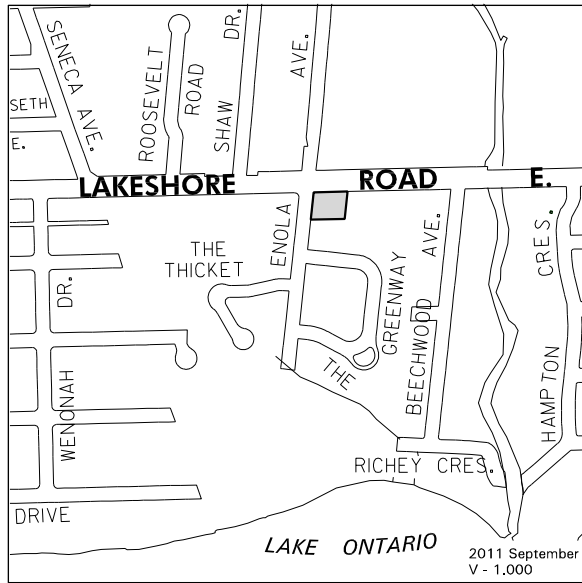 SENECA AVE.
ROOSEVELT
ROAD
SHAW DR.
AVE.
SETH
E.
LAKESHORE ROAD E.
ENOLA
THE
THICKET
DR.
GREENWAY
THE
BEECHWOOD AVE.
HAMPTON CRES.
WENONAH
RICHEY CRES.
DRIVE
LAKE ONTARIO
2011 September
V - 1,000